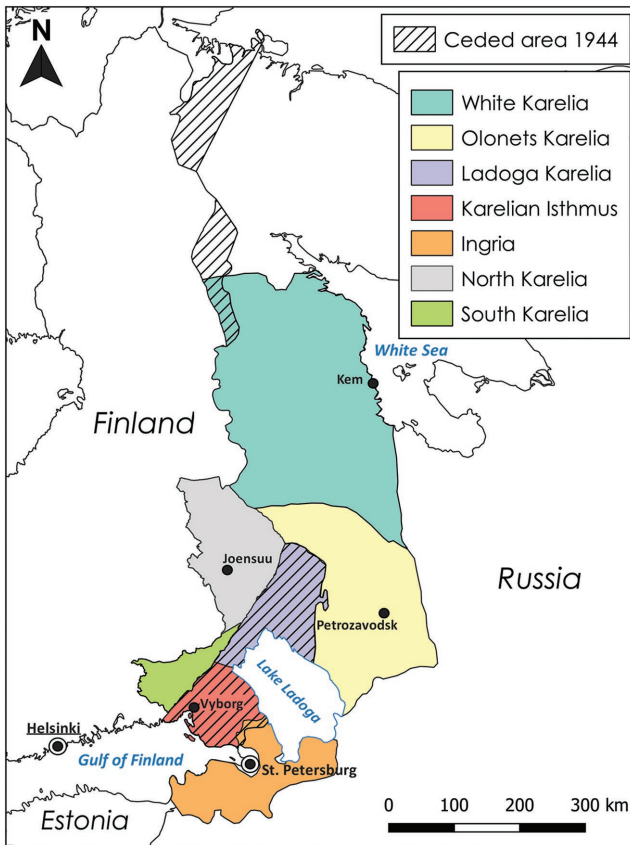 N
Ceded area 1944
White Karelia
Olonets Karelia
Ladoga Karelia
Karelian Isthmus
Ingria
North Karelia
South Karelia
White Sea
Kem
Finland
Joensuu
Russia
Petrozavodsk
Lake Ladoga
Vyborg
Helsinki
Gulf of Finland
St. Petersburg
Estonia
0 100 200 300 km